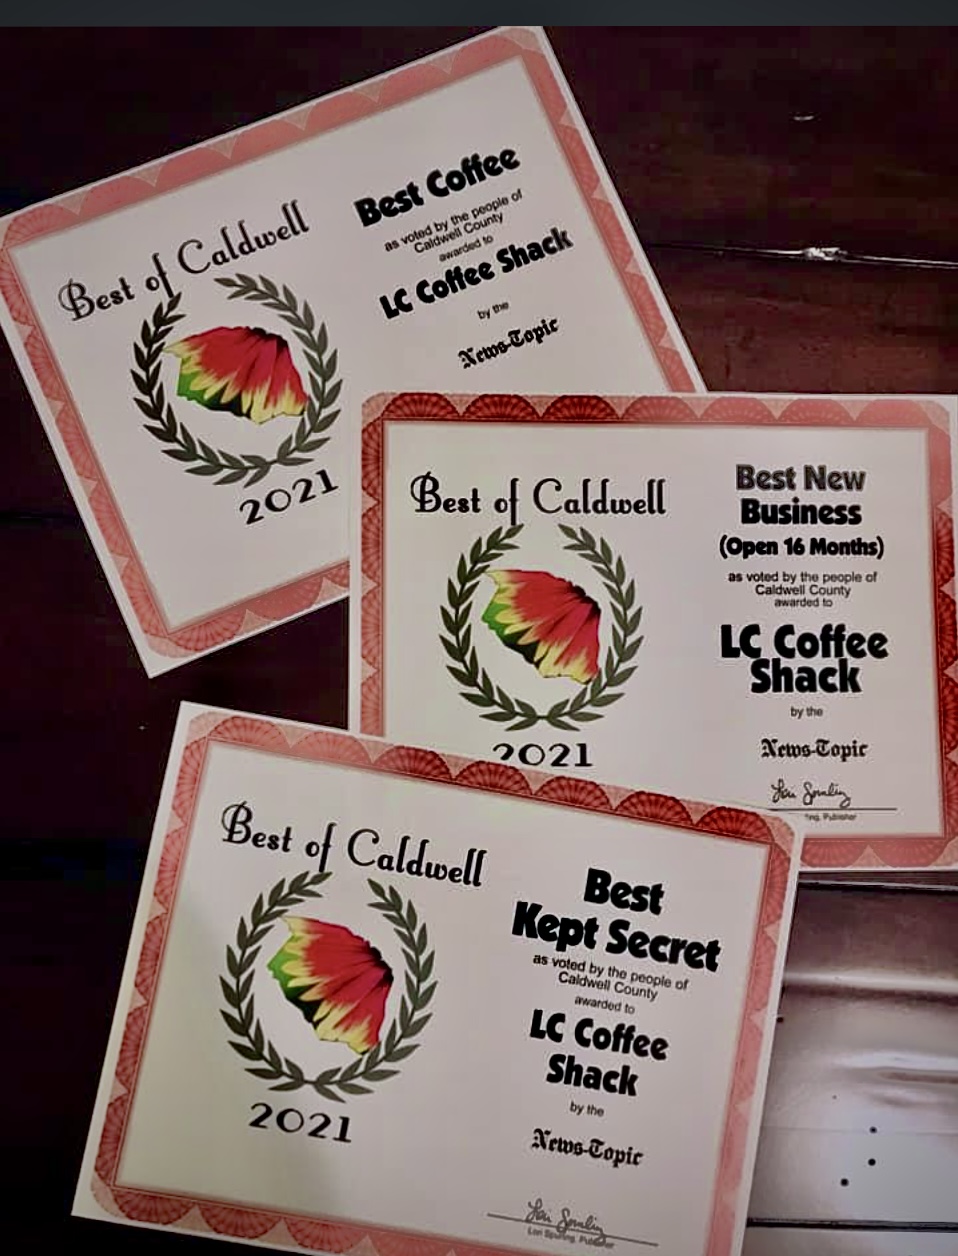 Best of Caldwell
2021
Best Coffee
as voted by the people of
Caldwell County
awarded to
LC Coffee Shack
by the
News-Topic
Best of Caldwell
2021
Best New
Business
(Open 16 Months)
as voted by the people of
Caldwell County
awarded to
LC Coffee
Shack
by the
News-Topic
Publisher
Best of Caldwell
2021
Best
Kept Secret
as voted by the people of
Caldwell County
awarded to
LC Coffee
Shack
by the
News-Topic
Lori Publisher